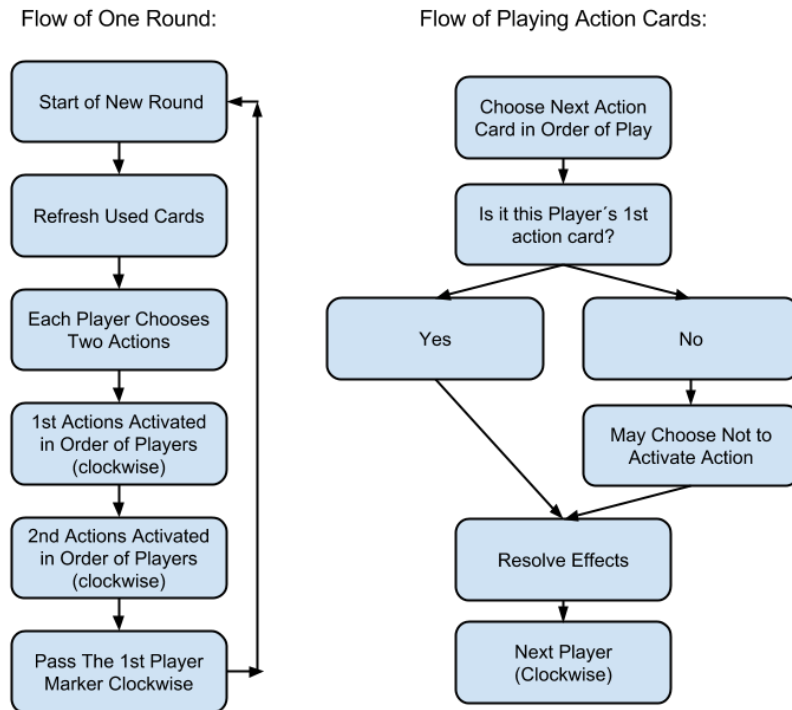 Flow of One Round:
Start of New Round
Refresh Used Cards
Each Player Chooses
Two Actions
1st Actions Activated
in Order of Players
(clockwise)
2nd Actions Activated
in Order of Players
(clockwise)
Pass The 1st Player
Marker Clockwise
Flow of Playing Action Cards:
Choose Next Action
Card in Order of Play
Is it this Player´s 1st
action card?
Yes
No
May Choose Not to
Activate Action
Resolve Effects
Next Player
(Clockwise)